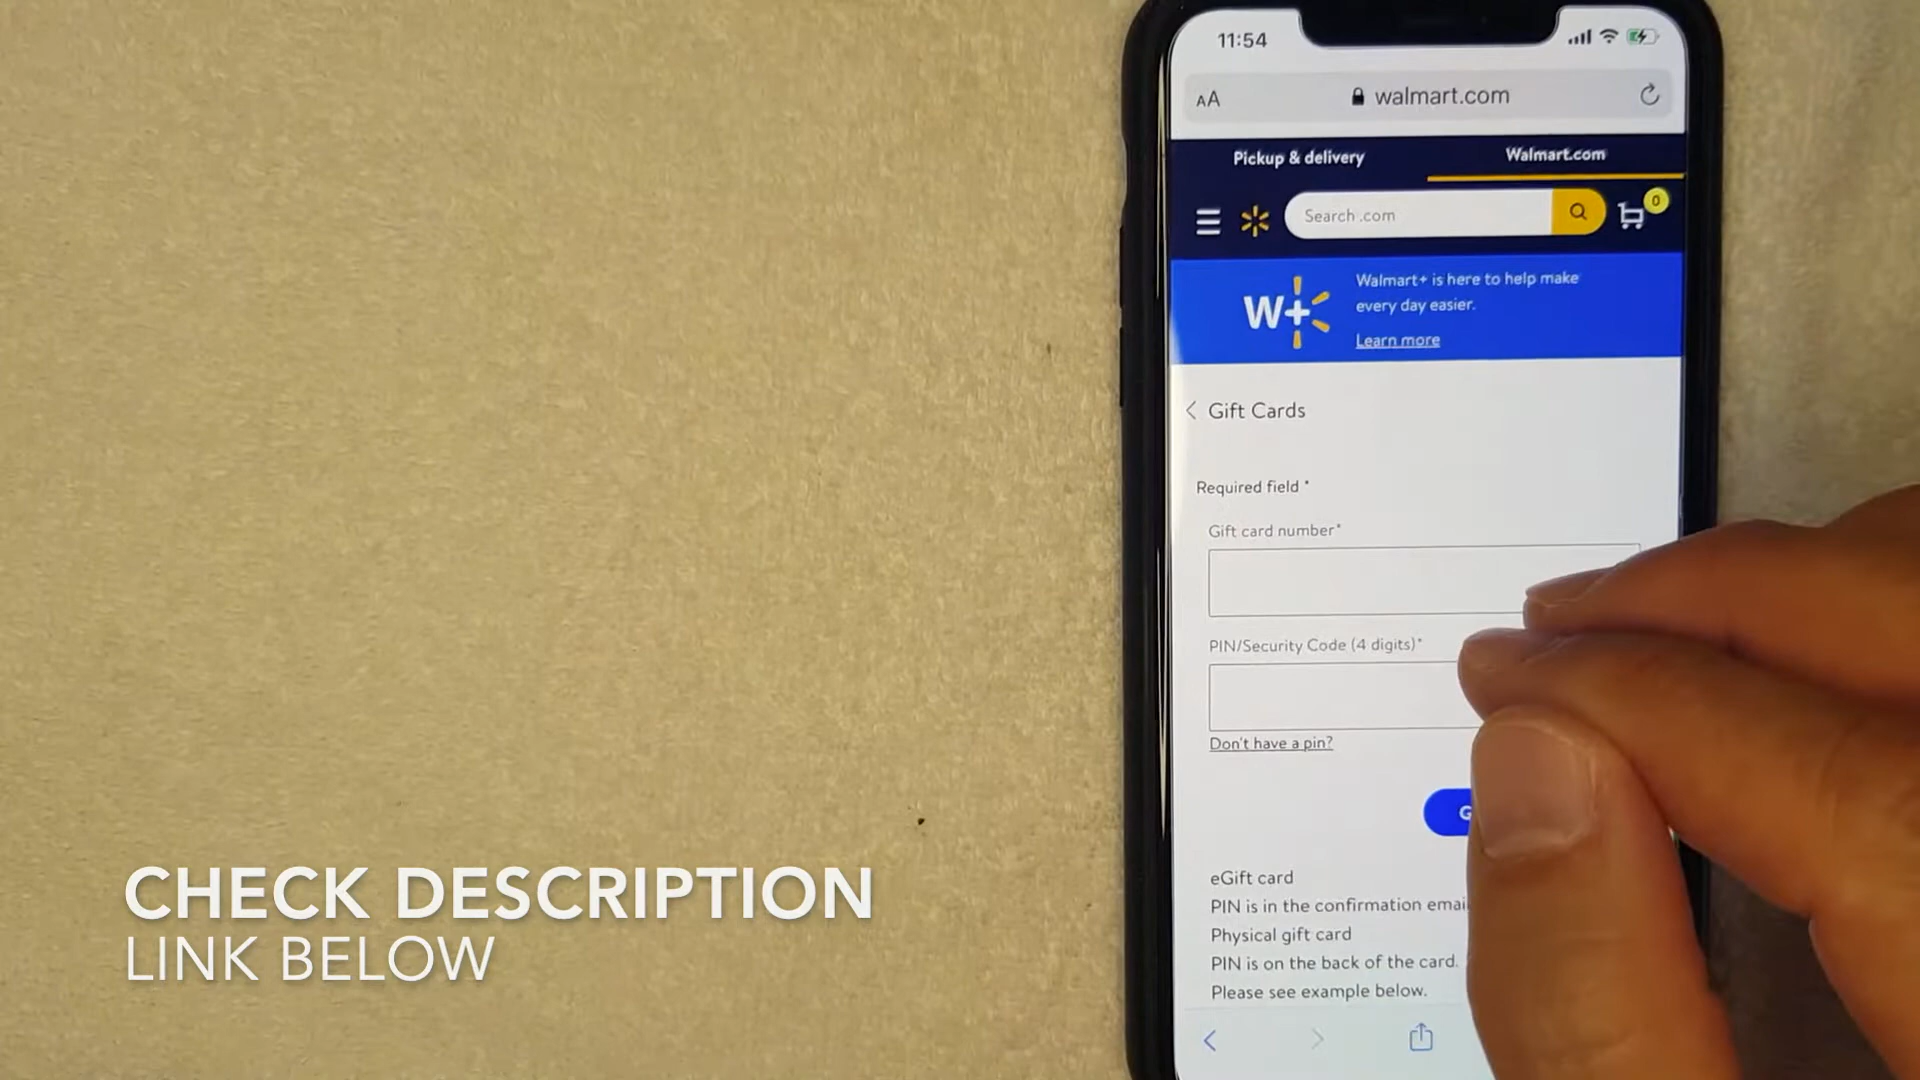 11:54
AA walmart.com
Pickup & delivery Walmart.com
Search .com
0
W+
Walmart+ is here to help make
every day easier.
Learn more
< Gift Cards
Required field *
Gift card number*
PIN/Security Code (4 digits)*
Don't have a pin?
G
eGift card
PIN is in the confirmation emai
Physical gift card
PIN is on the back of the card.
Please see example below.
CHECK DESCRIPTION
LINK BELOW